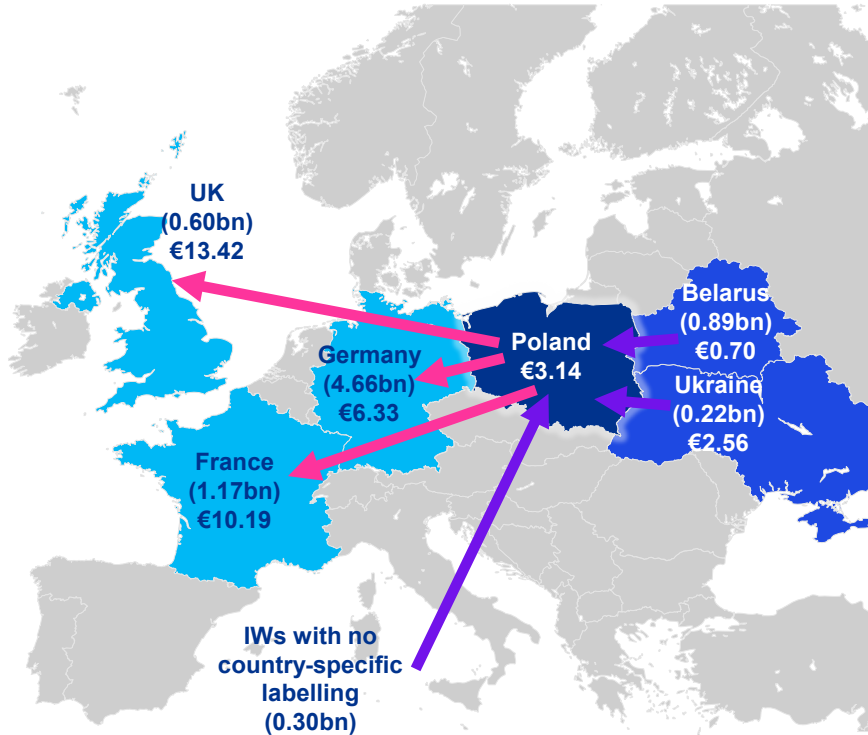 UK
(0.60bn)
€13.42
Belarus
(0.89bn)
€0.70
Poland
€3.14
Germany
(4.66bn)
€6.33
Ukraine
(0.22bn)
€2.56
France
(1.17bn)
€10.19
IWs with no
country-specific
labelling
(0.30bn)